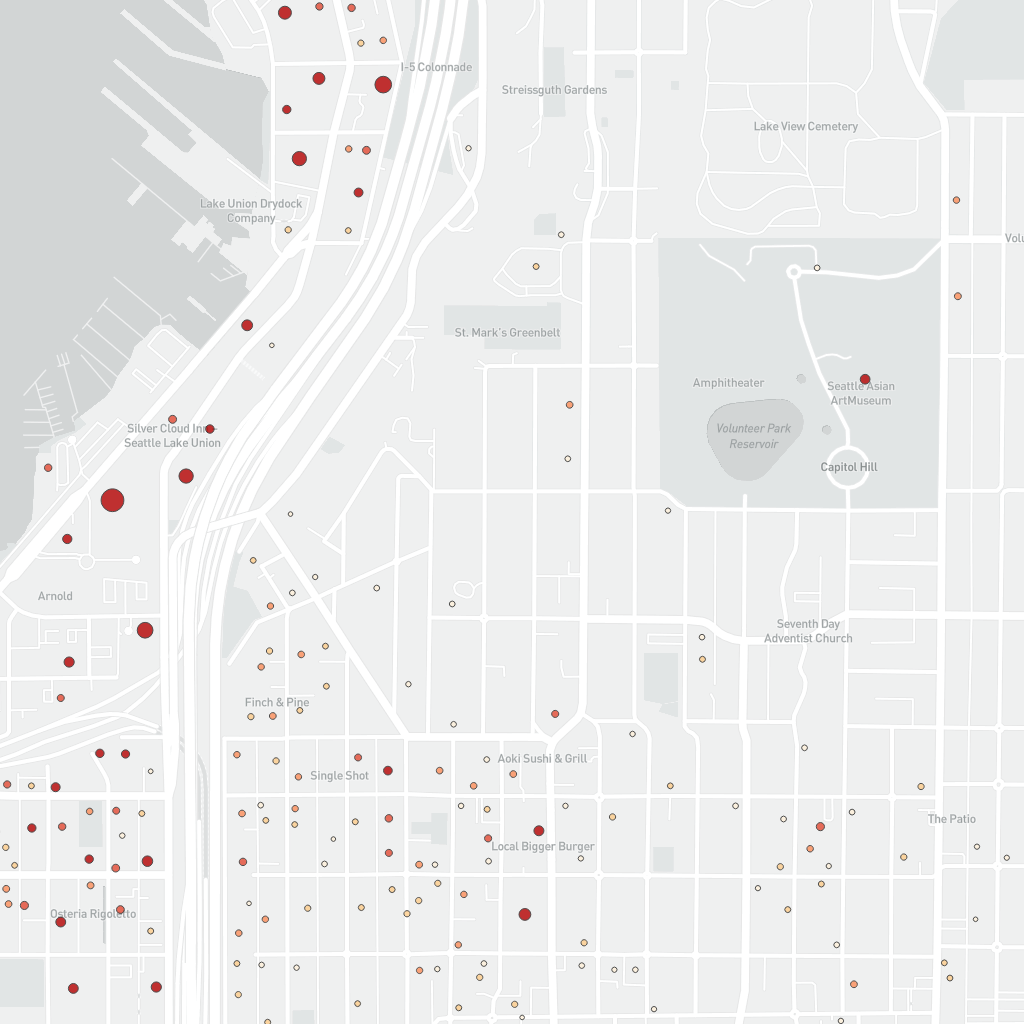 I-5 Colonnade
Streissguth Gardens
Lake View Cemetery
Lake Union Drydock
Company
Volu
St. Mark's Greenbelt
Amphitheater
Seattle Asian
ArtMuseum
Silver Cloud Inn-
Seattle Lake Union
Volunteer Park
Reservoir
Capitol Hill
Arnold
Seventh Day
Adventist Church
Finch & Pine
Aoki Sushi & Grill
Single Shot
The Patio
Local Bigger Burger
Osteria Rigoletto